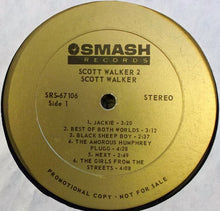 SMASH
RECORDS
SCOTT WALKER 2
SCOTT WALKER
SRS-67106
Side 1
STEREO
1. JACKIE - 3:20
2. BEST OF BOTH WORLDS - 3:12
3. BLACK SHEEP BOY - 2:37
4. THE AMOROUS HUMPHREY
PLUGG - 4:28
5. NEXT - 2:49
6. THE GIRLS FROM THE
STREETS - 4:08
PROMOTIONAL COPY - NOT FOR SALE